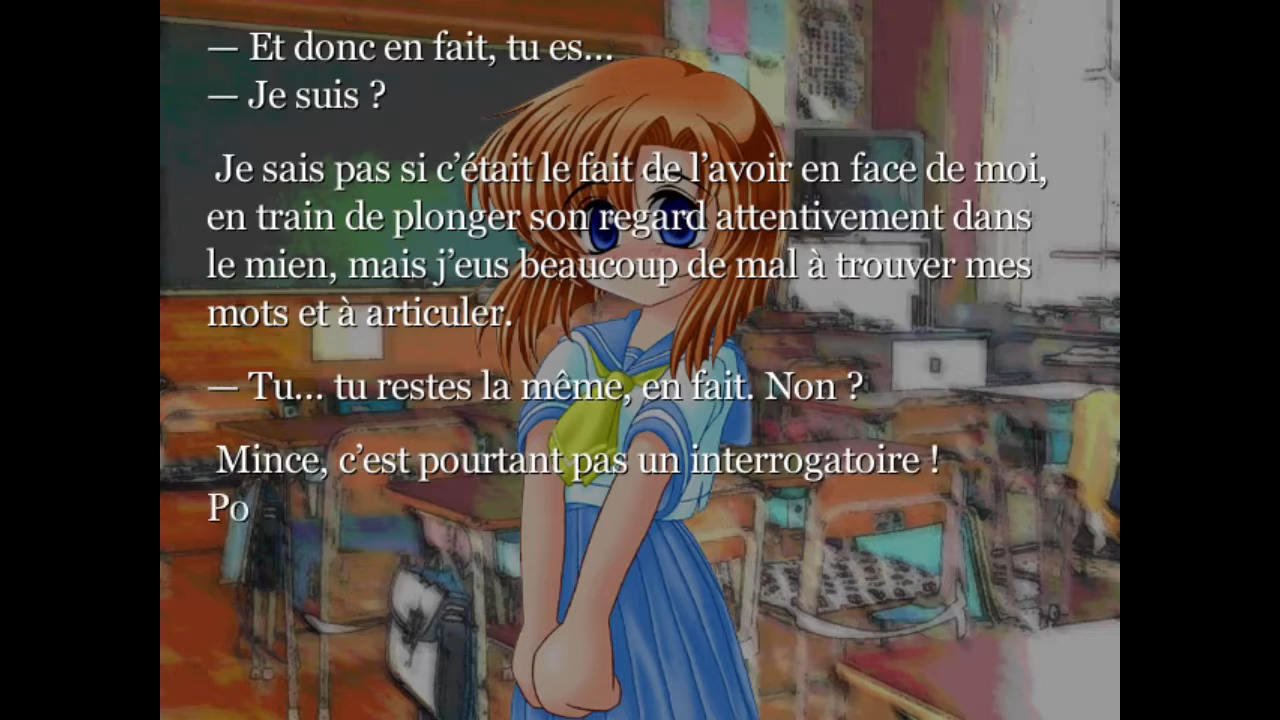 — Et donc en fait, tu es...
— Je suis ?
Je sais pas si c’était le fait de l’avoir en face de moi,
en train de plonger son regard attentivement dans
le mien, mais j’eus beaucoup de mal à trouver mes
mots et à articuler.
— Tu... tu restes la même, en fait. Non ?
Mince, c’est pourtant pas un interrogatoire !
Po